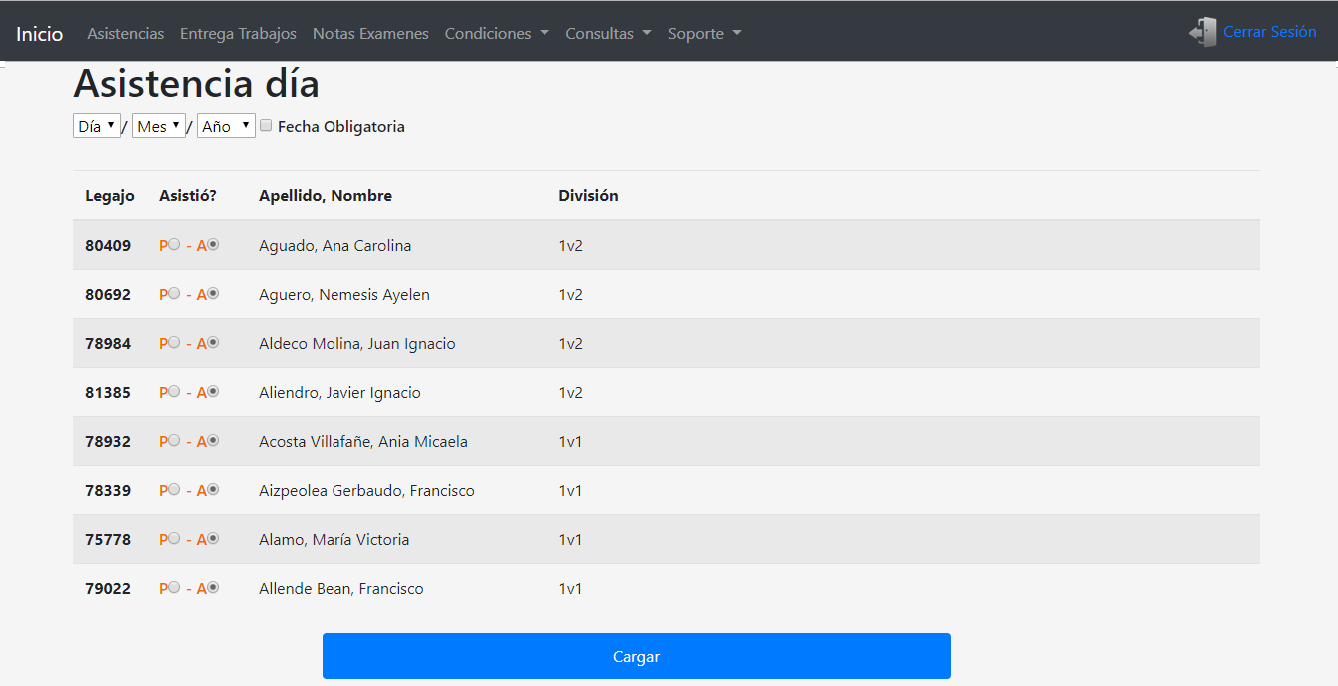 Inicio Asistencias Entrega Trabajos Notas Examenes Condiciones Consultas Soporte Cerrar Sesión
Asistencia día
Día / Mes / Año Fecha Obligatoria
Legajo Asistió? Apellido, Nombre División
80409 P - A Aguado, Ana Carolina 1v2
80692 P - A Aguero, Nemesis Ayelen 1v2
78984 P - A Aldeco Molina, Juan Ignacio 1v2
81385 P - A Aliendro, Javier Ignacio 1v2
78932 P - A Acosta Villafañe, Ania Micaela 1v1
78339 P - A Aizpeolea Gerbaudo, Francisco 1v1
75778 P - A Alamo, María Victoria 1v1
79022 P - A Allende Bean, Francisco 1v1
Cargar